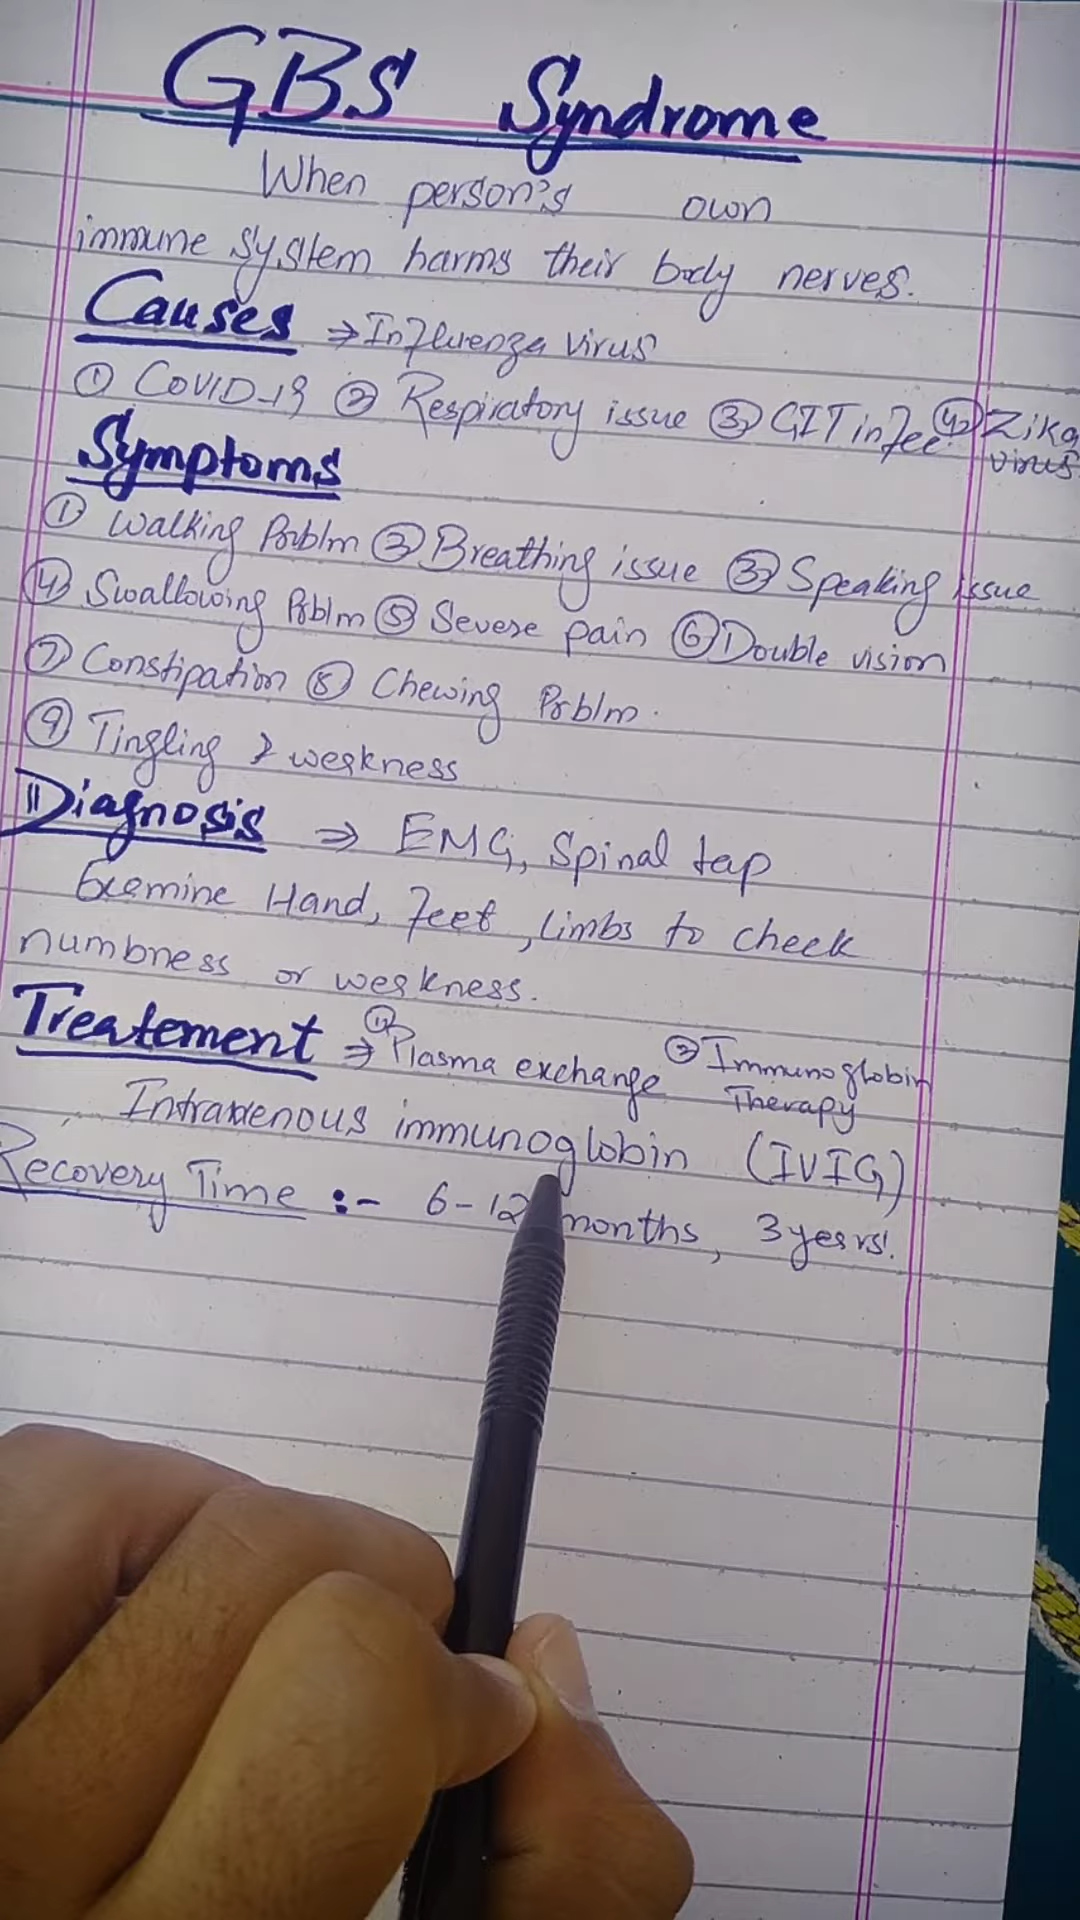 GBS Syndrome
When person's own
immune system harms their body nerves.
Causes ⇒ Influenza virus
① COVID-19 ② Respiratory issue ③ GIT infec ④ Zika
virus
Symptoms
① Walking Porblm ② Breathing issue ③ Speaking issue
④ Swallowing Porblm ⑤ Severe pain ⑥ Double vision
⑦ Constipation ⑧ Chewing Porblm.
⑨ Tingling & weakness
Diagnosis ⇒ EMG, Spinal tap
Examine Hand, feet, limbs to check
numbness or weakness.
Treatement ⇒ ① Plasma exchange ② Immunoglobin
Therapy
Intravenous immunoglobin (IVIG)
Recovery Time :- 6-12 months, 3 years.